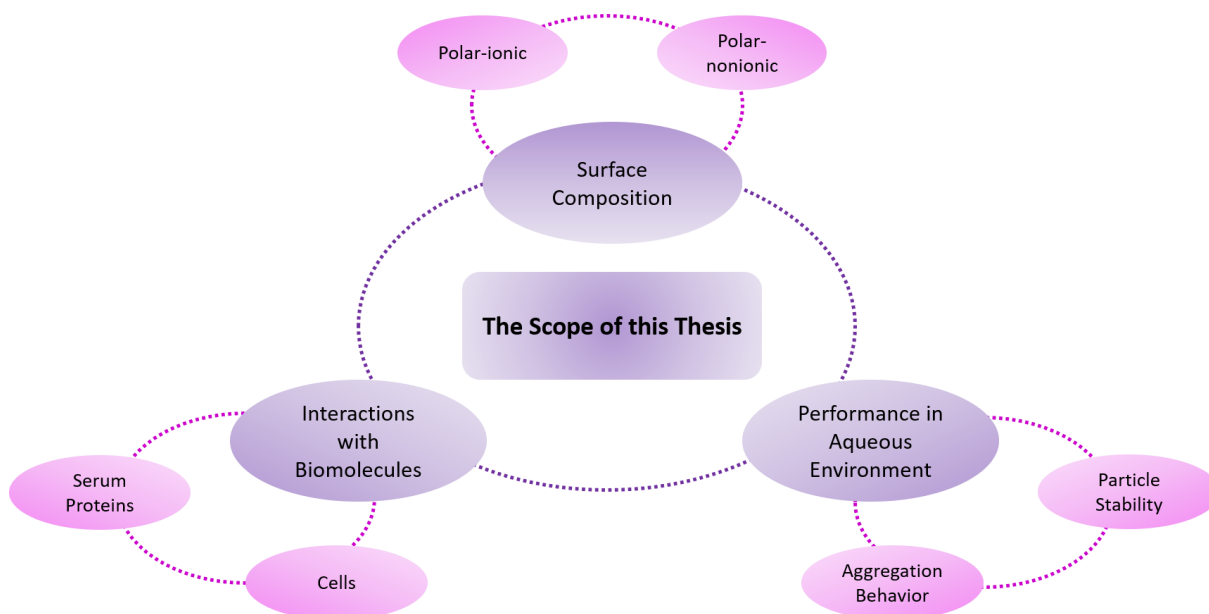 Polar-ionic
Polar-
nonionic
Surface
Composition
The Scope of this Thesis
Interactions
with
Biomolecules
Performance in
Aqueous
Environment
Serum
Proteins
Particle
Stability
Cells
Aggregation
Behavior